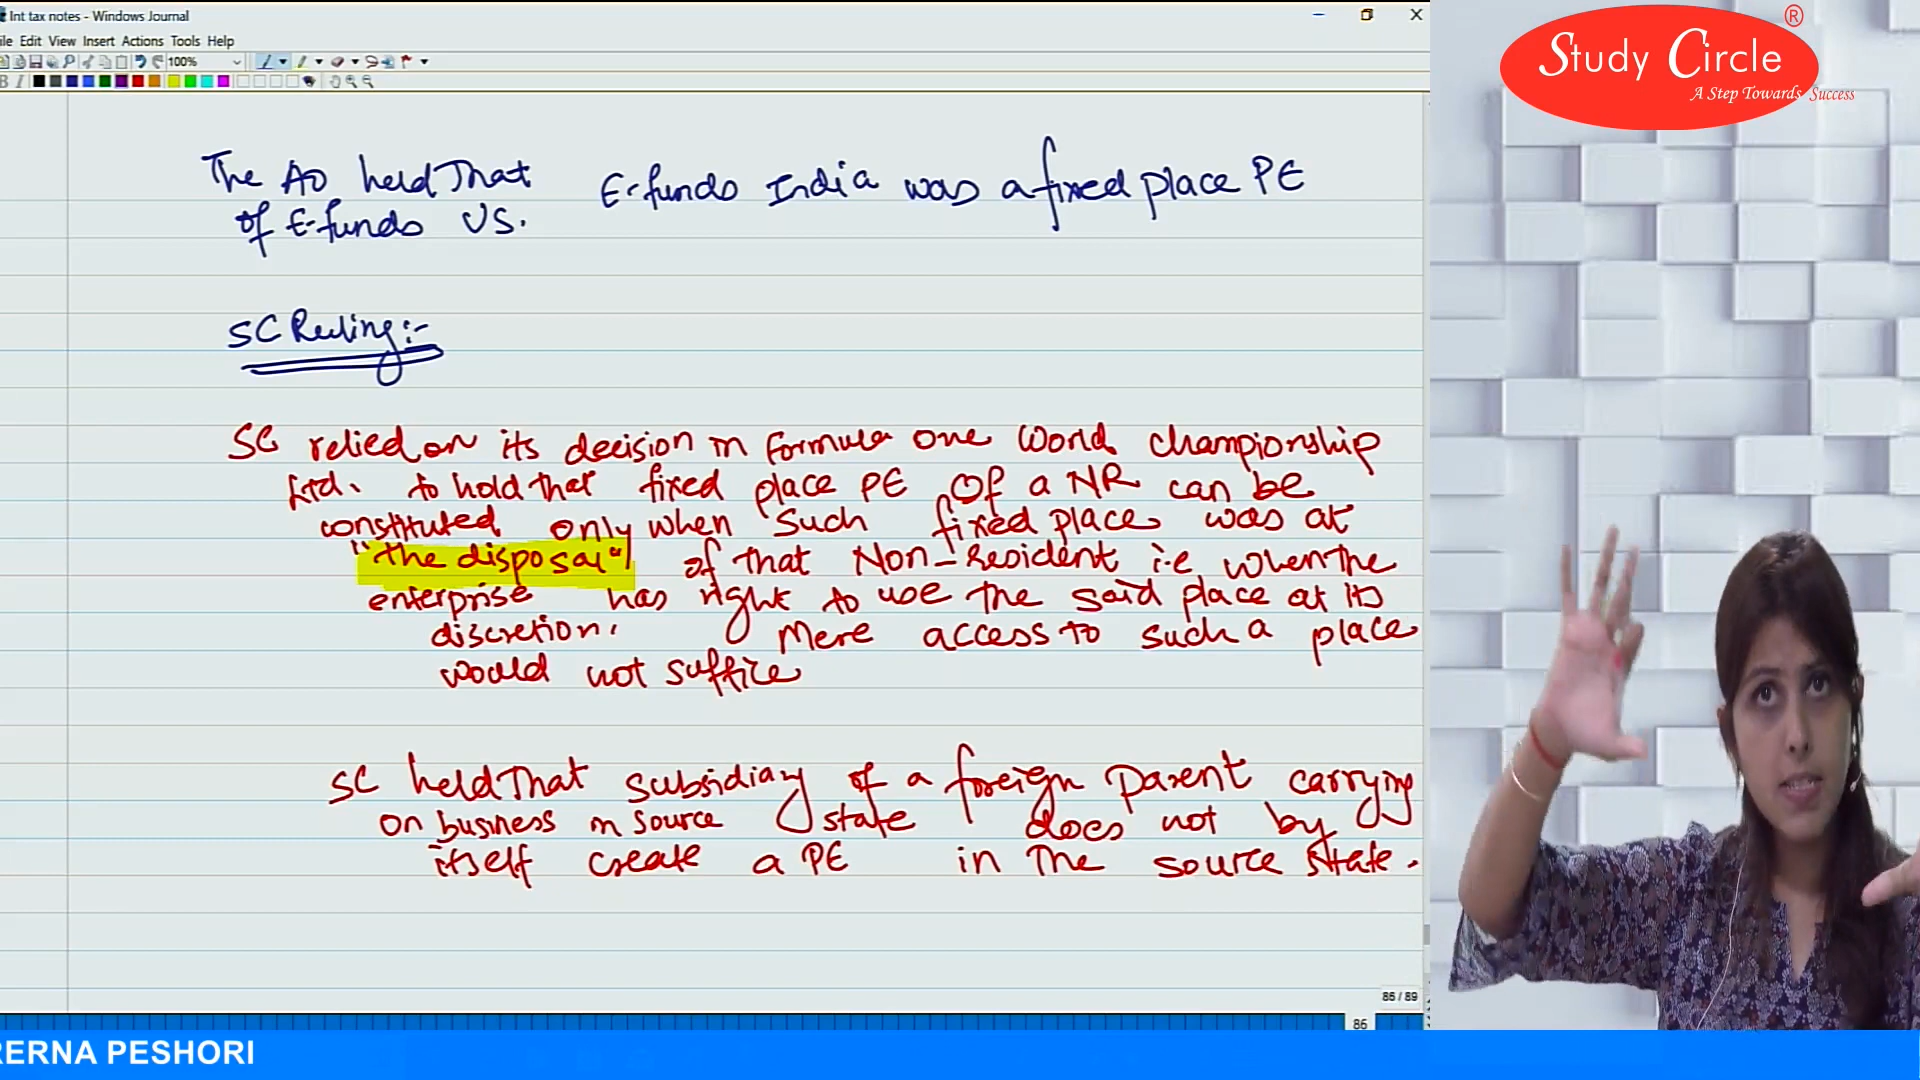 Int tax notes - Windows Journal
ile Edit View Insert Actions Tools Help
100%
B I
The AO held That E-funds India was a fixed place PE
of E-funds US.
SC Ruling:-
SC relied on its decision in Formula One World Championship
Ltd. to hold that fixed place PE of a NR can be
constituted only when such fixed place was at
"the disposal" of that Non-Resident i.e when the
enterprise has right to use the said place at its
discretion. Mere access to such a place
would not suffice
SC held That subsidiary of a foreign Parent carrying
on business in source state does not by
itself create a PE in the source state.
86 / 89
86
Study Circle
®
A Step Towards Success
RERNA PESHORI